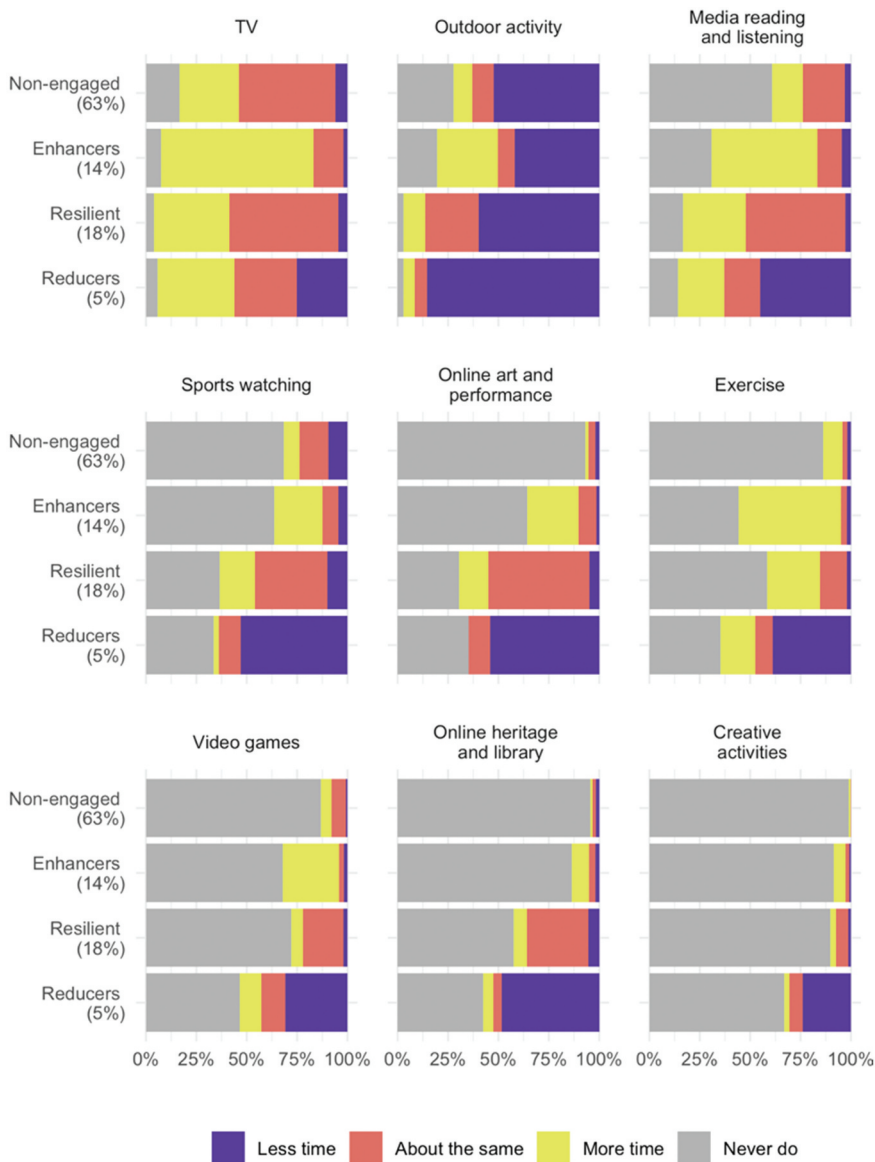 TV
Outdoor activity
Media reading
and listening
Non-engaged
(63%)
Enhancers
(14%)
Resilient
(18%)
Reducers
(5%)
Sports watching
Online art and
performance
Exercise
Non-engaged
(63%)
Enhancers
(14%)
Resilient
(18%)
Reducers
(5%)
Video games
Online heritage
and library
Creative
activities
Non-engaged
(63%)
Enhancers
(14%)
Resilient
(18%)
Reducers
(5%)
0% 25% 50% 75% 100% 0% 25% 50% 75% 100% 0% 25% 50% 75% 100%
Less time About the same More time Never do